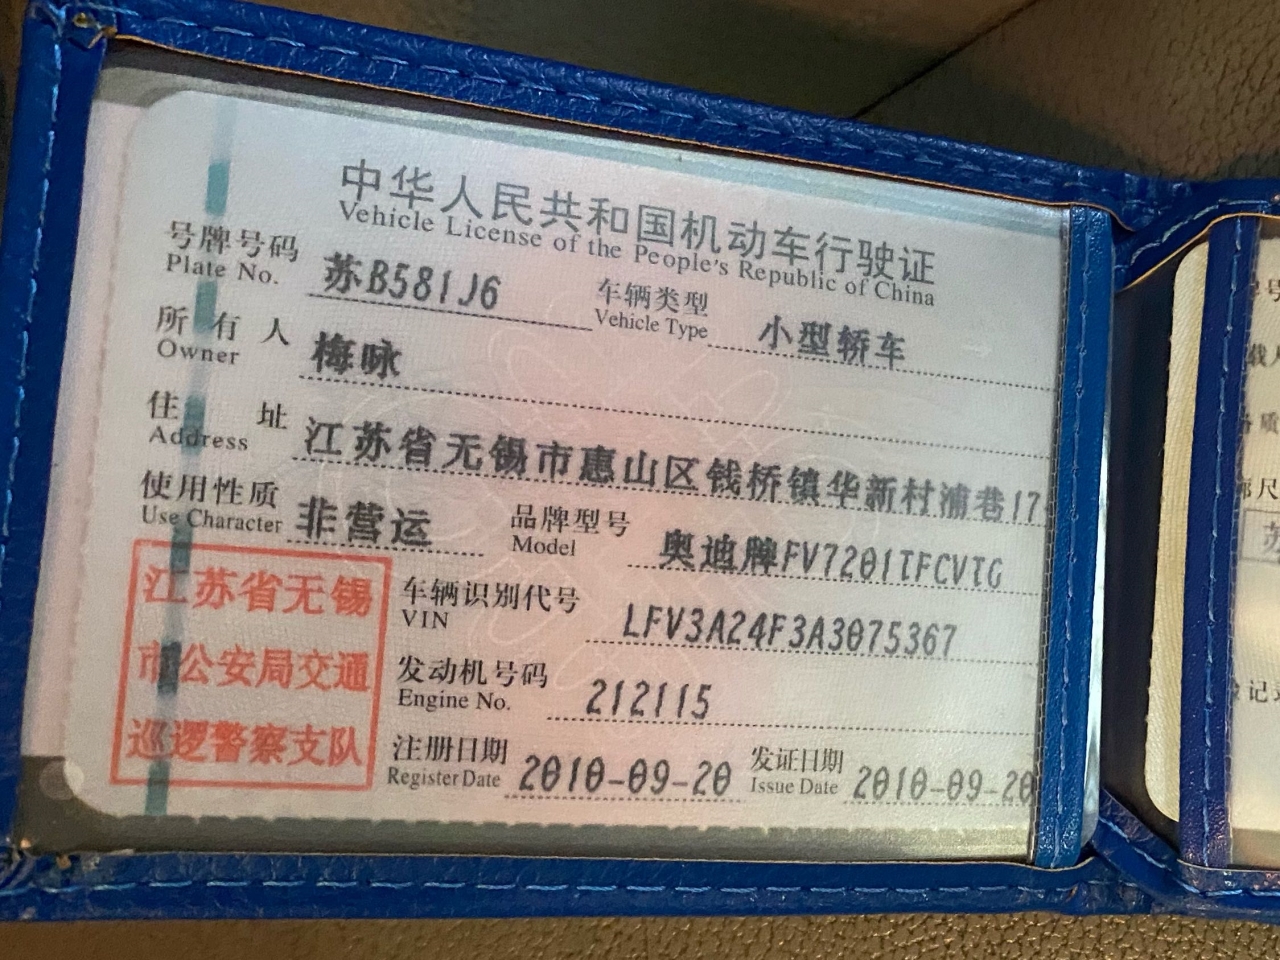 中华人民共和国机动车行驶证
Vehicle License of the People's Republic of China
号牌号码 苏B581J6 车辆类型 小型轿车
Plate No. Vehicle Type
所有人 梅咏
Owner
住址 江苏省无锡市惠山区钱桥镇华新村浦巷17
Address
使用性质 非营运 品牌型号 奥迪牌FV7201TFCVTG
Use Character Model
江苏省无锡
市公安局交通
巡逻警察支队
车辆识别代号 LFV3A24F3A3075367
VIN
发动机号码 212115
Engine No.
注册日期 2010-09-20 发证日期 2010-09-20
Register Date Issue Date
号
载人
质
尺
苏
记